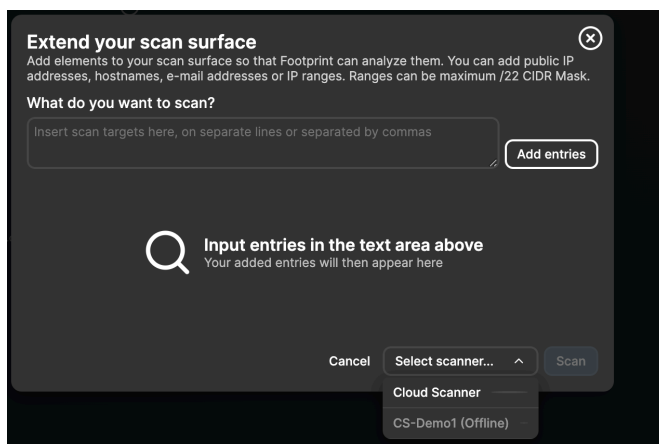 Extend your scan surface
Add elements to your scan surface so that Footprint can analyze them. You can add public IP
addresses, hostnames, e-mail addresses or IP ranges. Ranges can be maximum /22 CIDR Mask.
What do you want to scan?
Insert scan targets here, on separate lines or separated by commas
Add entries
Input entries in the text area above
Your added entries will then appear here
Cancel
Select scanner...
Scan
Cloud Scanner
CS-Demo1 (Offline)